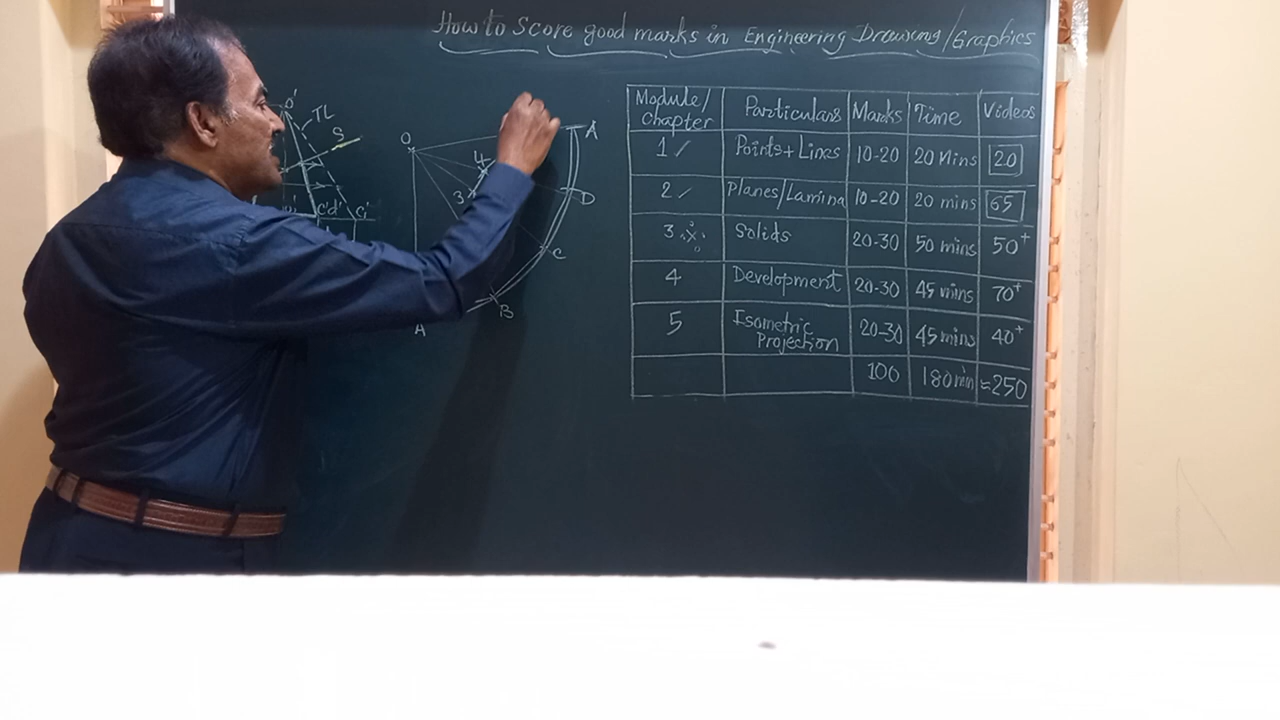 How to Score good marks in Engineering Drawing/Graphics
Module/ Chapter Particulars Marks Time Videos
1 Points+Lines 10-20 20 Mins 20
2 Planes/Lamina 10-20 20 mins 65
3 Solids 20-30 50 mins 50+
4 Development 20-30 45 mins 70+
5 Isometric Projection 20-30 45 mins 40+
100 180 min ≈250
O'
TL
S
c'd'
C1'
O
A
4
3
D
C
B
A